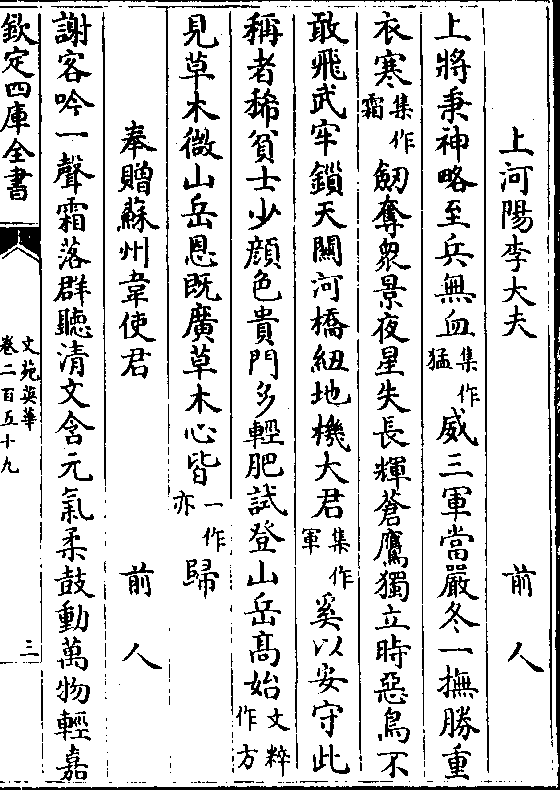 上河陽李大夫　前人
上將秉神略至兵無血集作猛威三軍當嚴冬一撫勝重
衣寒集作霜劒奪衆景夜星失長輝蒼鷹獨立時惡鳥不
敢飛武牢鎖天關河橋紐地機大君集作軍奚以安守此
稱者稀貧士少顔色貴門多輕肥試登山岳高始文粹作方
見草木微山岳恩既廣草木心皆一作亦歸
奉贈蘇州韋使君　前人
謝客吟一聲霜落群聽清文含元氣柔鼓動萬物輕嘉
欽定四庫全書
文苑英華
卷二百五十九
三